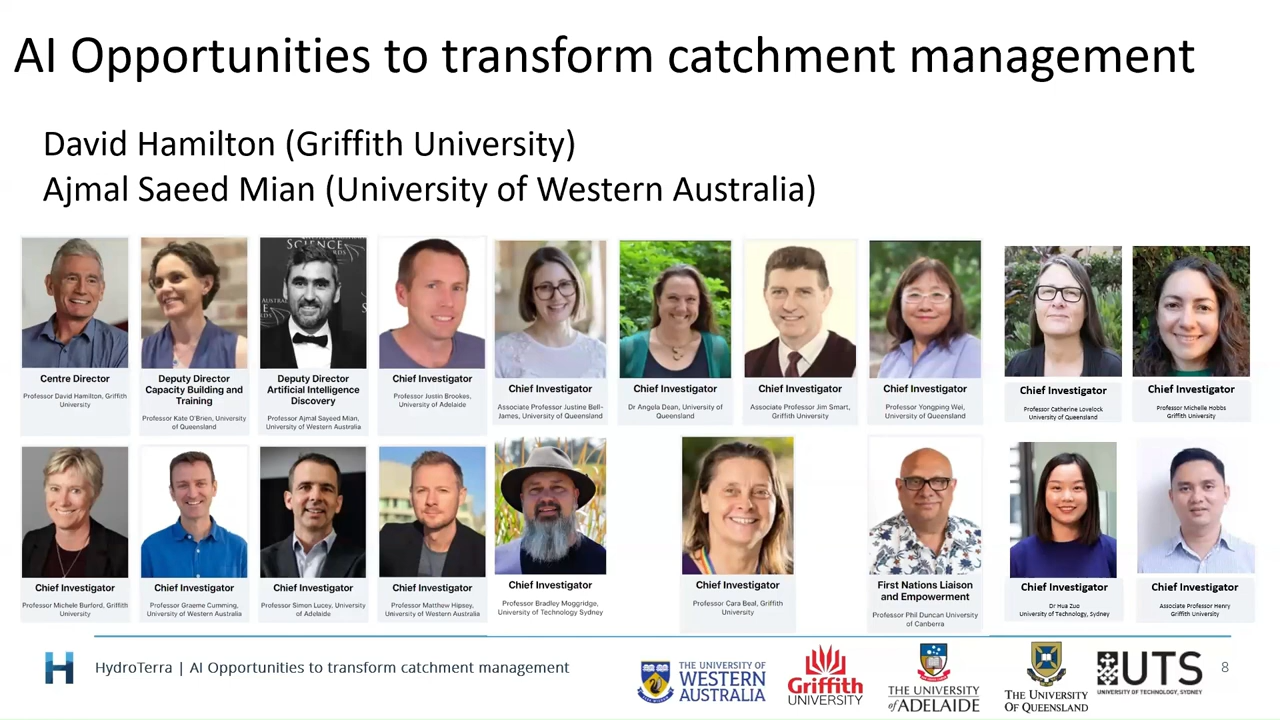 AI Opportunities to transform catchment management
David Hamilton (Griffith University)
Ajmal Saeed Mian (University of Western Australia)
SCIENCE
Centre Director
Professor David Hamilton, Griffith
University
Deputy Director
Capacity Building and
Training
Professor Kate O'Brien, University
of Queensland
Deputy Director
Artificial Intelligence
Discovery
Professor Ajmal Sayeed Mian,
University of Western Australia
Chief Investigator
Professor Justin Brookes,
University of Adelaide
Chief Investigator
Associate Professor Justine Bell-
James, University of Queensland
Chief Investigator
Dr Angela Dean, University of
Queensland
Chief Investigator
Associate Professor Jim Smart,
Griffith University
Chief Investigator
Professor Yongping Wei,
University of Queensland
Chief Investigator
Professor Catherine Lovelock
University of Queensland
Chief Investigator
Professor Michelle Hobbs
Griffith University
Chief Investigator
Professor Michele Burford, Griffith
University
Chief Investigator
Professor Graeme Cumming,
University of Western Australia
Chief Investigator
Professor Simon Lucey, University
of Adelaide
Chief Investigator
Professor Matthew Hipsey,
University of Western Australia
Chief Investigator
Professor Bradley Moggridge,
University of Technology Sydney
Chief Investigator
Professor Cara Beal, Griffith
University
First Nations Liaison
and Empowerment
Professor Phil Duncan University
of Canberra
Chief Investigator
Dr Hua Zuo
University of Technology, Sydney
Chief Investigator
Associate Professor Henry
Griffith University
HydroTerra | AI Opportunities to transform catchment management
THE UNIVERSITY OF
WESTERN
AUSTRALIA
Griffith
UNIVERSITY
THE UNIVERSITY
of ADELAIDE
THE UNIVERSITY
OF QUEENSLAND
UTS
UNIVERSITY OF TECHNOLOGY, SYDNEY
8